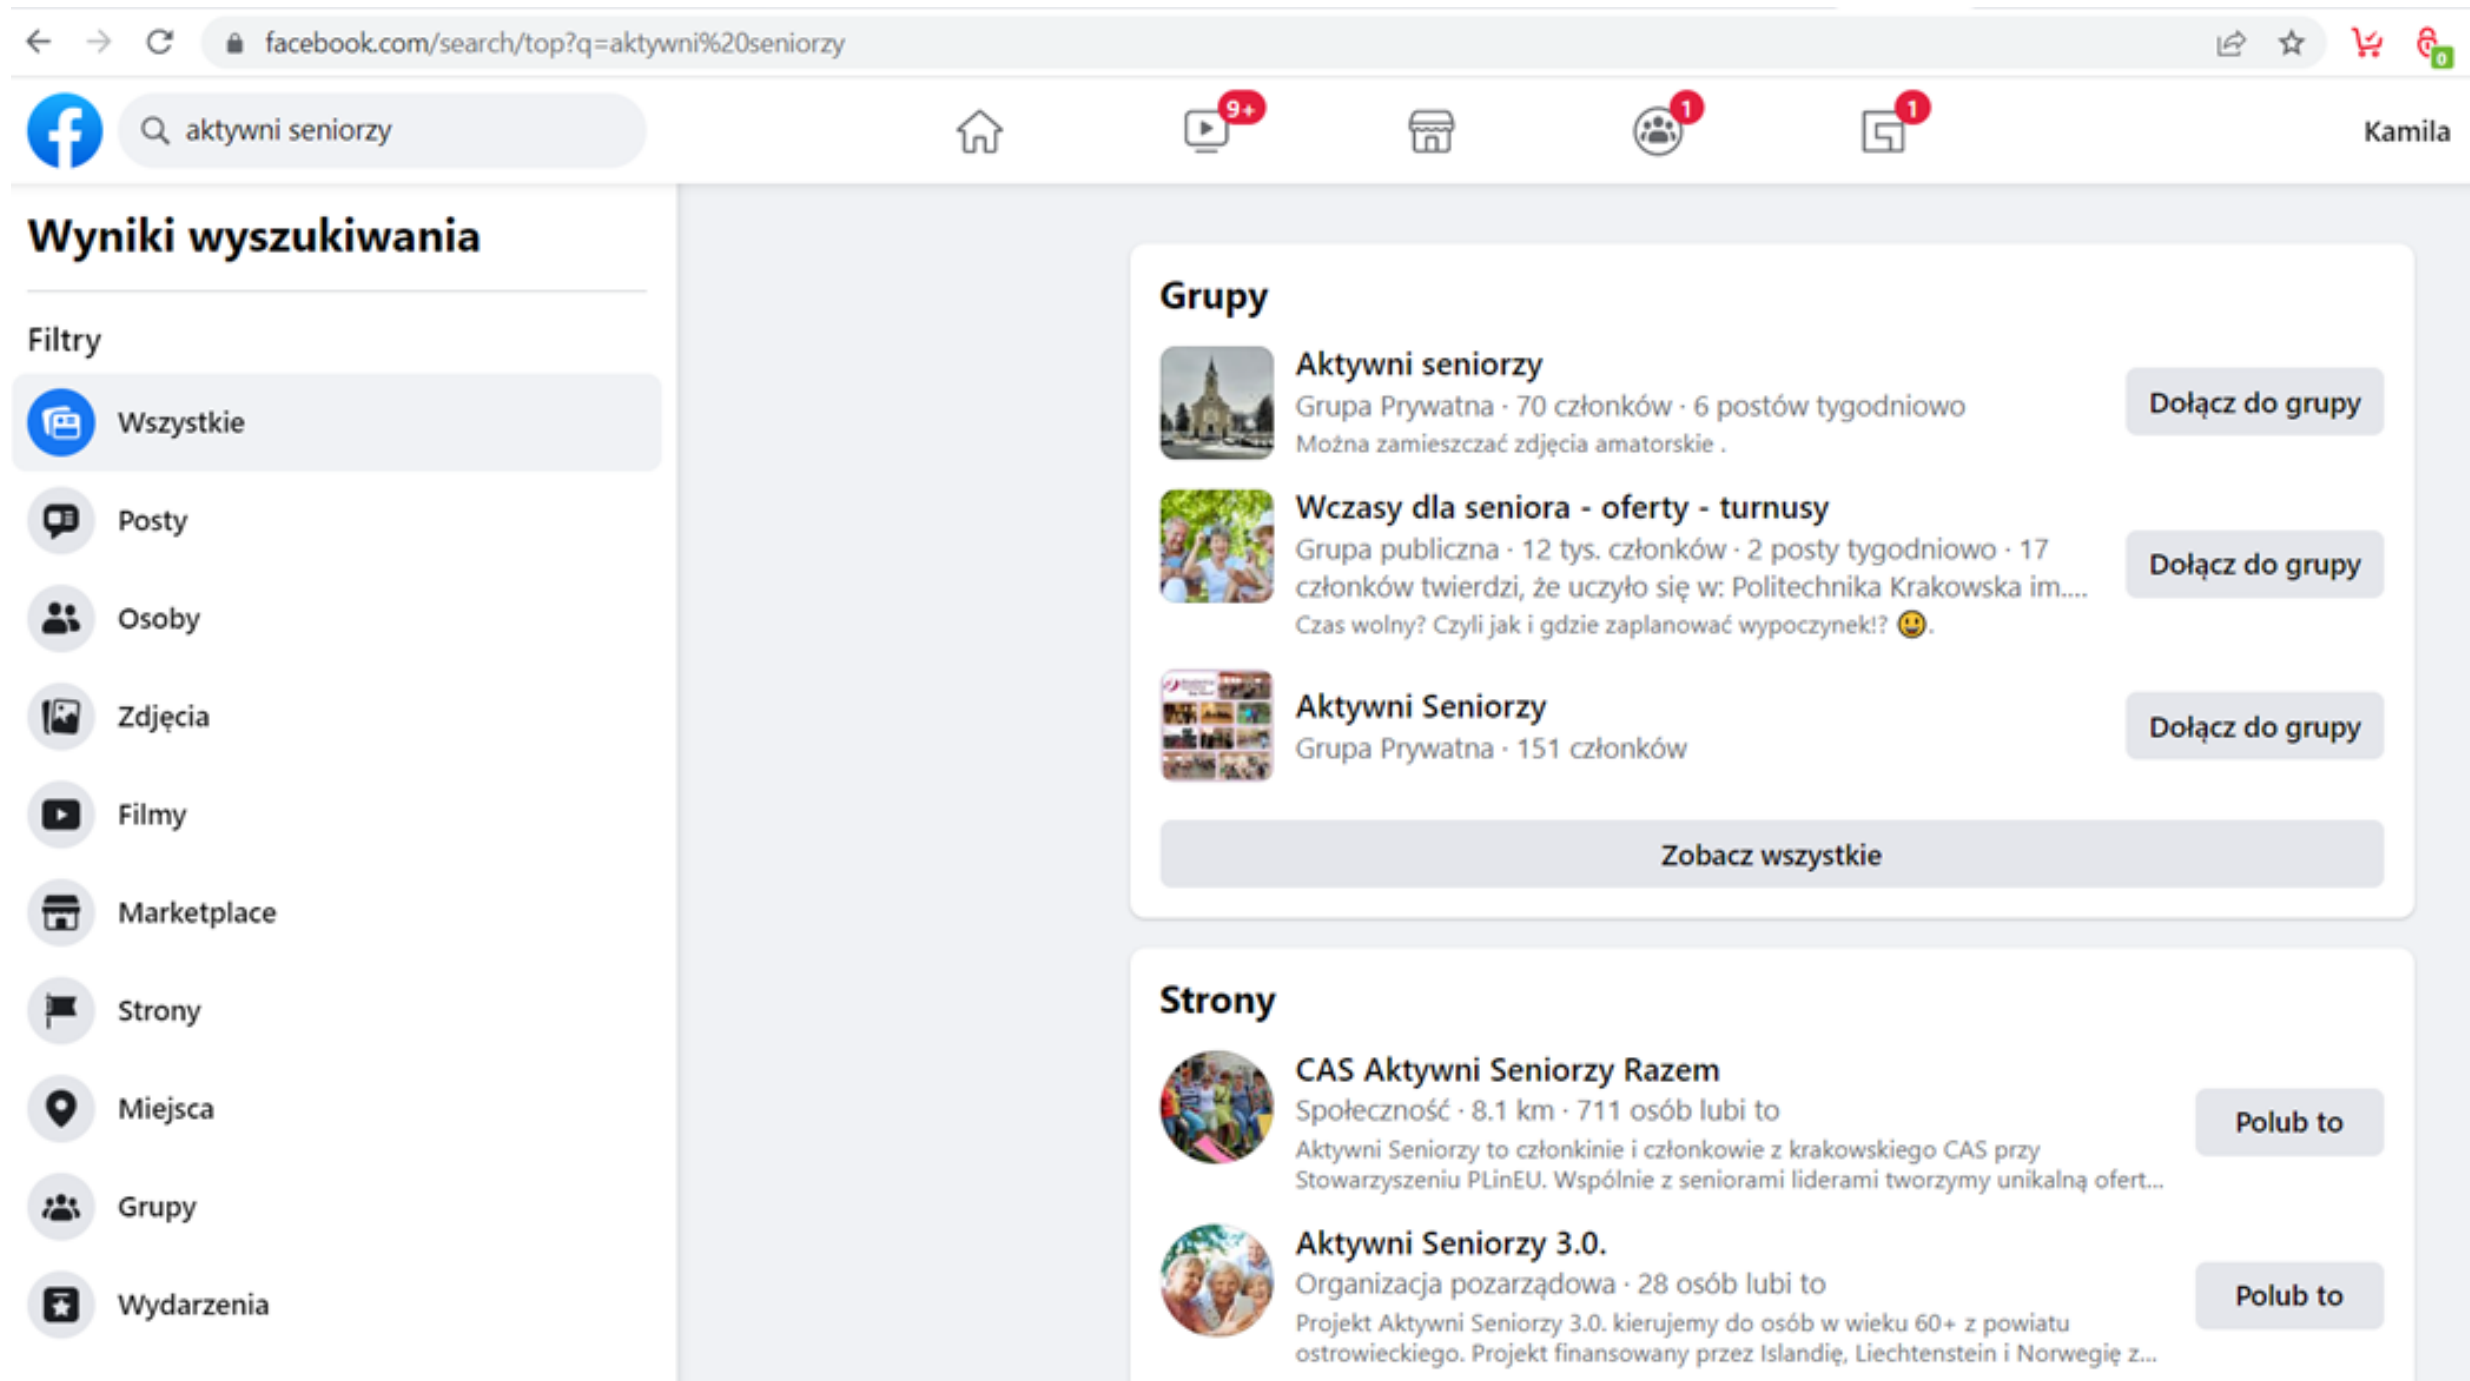 facebook.com/search/top?q=aktywni%20seniorzy
0
aktywni seniorzy
9+
1
1
Kamila
Wyniki wyszukiwania
Filtry
Wszystkie
Posty
Osoby
Zdjęcia
Filmy
Marketplace
Strony
Miejsca
Grupy
Wydarzenia
Grupy
Aktywni seniorzy
Grupa Prywatna · 70 członków · 6 postów tygodniowo
Można zamieszczać zdjęcia amatorskie .
Dołącz do grupy
Wczasy dla seniora - oferty - turnusy
Grupa publiczna · 12 tys. członków · 2 posty tygodniowo · 17
członków twierdzi, że uczyło się w: Politechnika Krakowska im....
Czas wolny? Czyli jak i gdzie zaplanować wypoczynek!? 😃.
Dołącz do grupy
Aktywni Seniorzy
Grupa Prywatna · 151 członków
Dołącz do grupy
Zobacz wszystkie
Strony
CAS Aktywni Seniorzy Razem
Społeczność · 8.1 km · 711 osób lubi to
Aktywni Seniorzy to członkinie i członkowie z krakowskiego CAS przy
Stowarzyszeniu PLinEU. Wspólnie z seniorami liderami tworzymy unikalną ofert...
Polub to
Aktywni Seniorzy 3.0.
Organizacja pozarządowa · 28 osób lubi to
Projekt Aktywni Seniorzy 3.0. kierujemy do osób w wieku 60+ z powiatu
ostrowieckiego. Projekt finansowany przez Islandię, Liechtenstein i Norwegię z...
Polub to